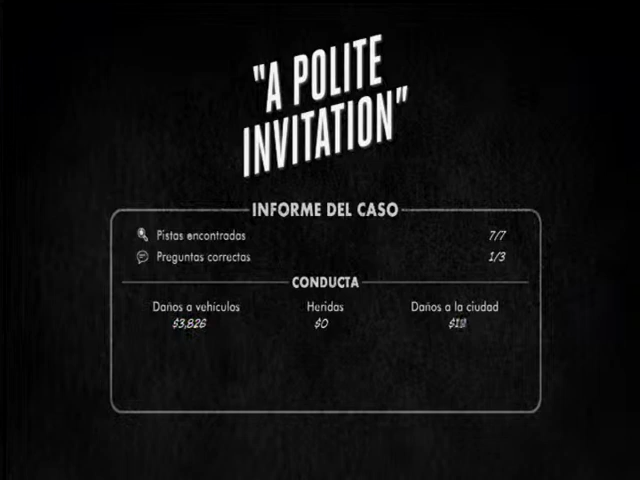 "A POLITE
INVITATION"
INFORME DEL CASO
Pistas encontradas 7/7
Preguntas correctas 1/3
CONDUCTA
Daños a vehículos Heridas Daños a la ciudad
$3,826 $0